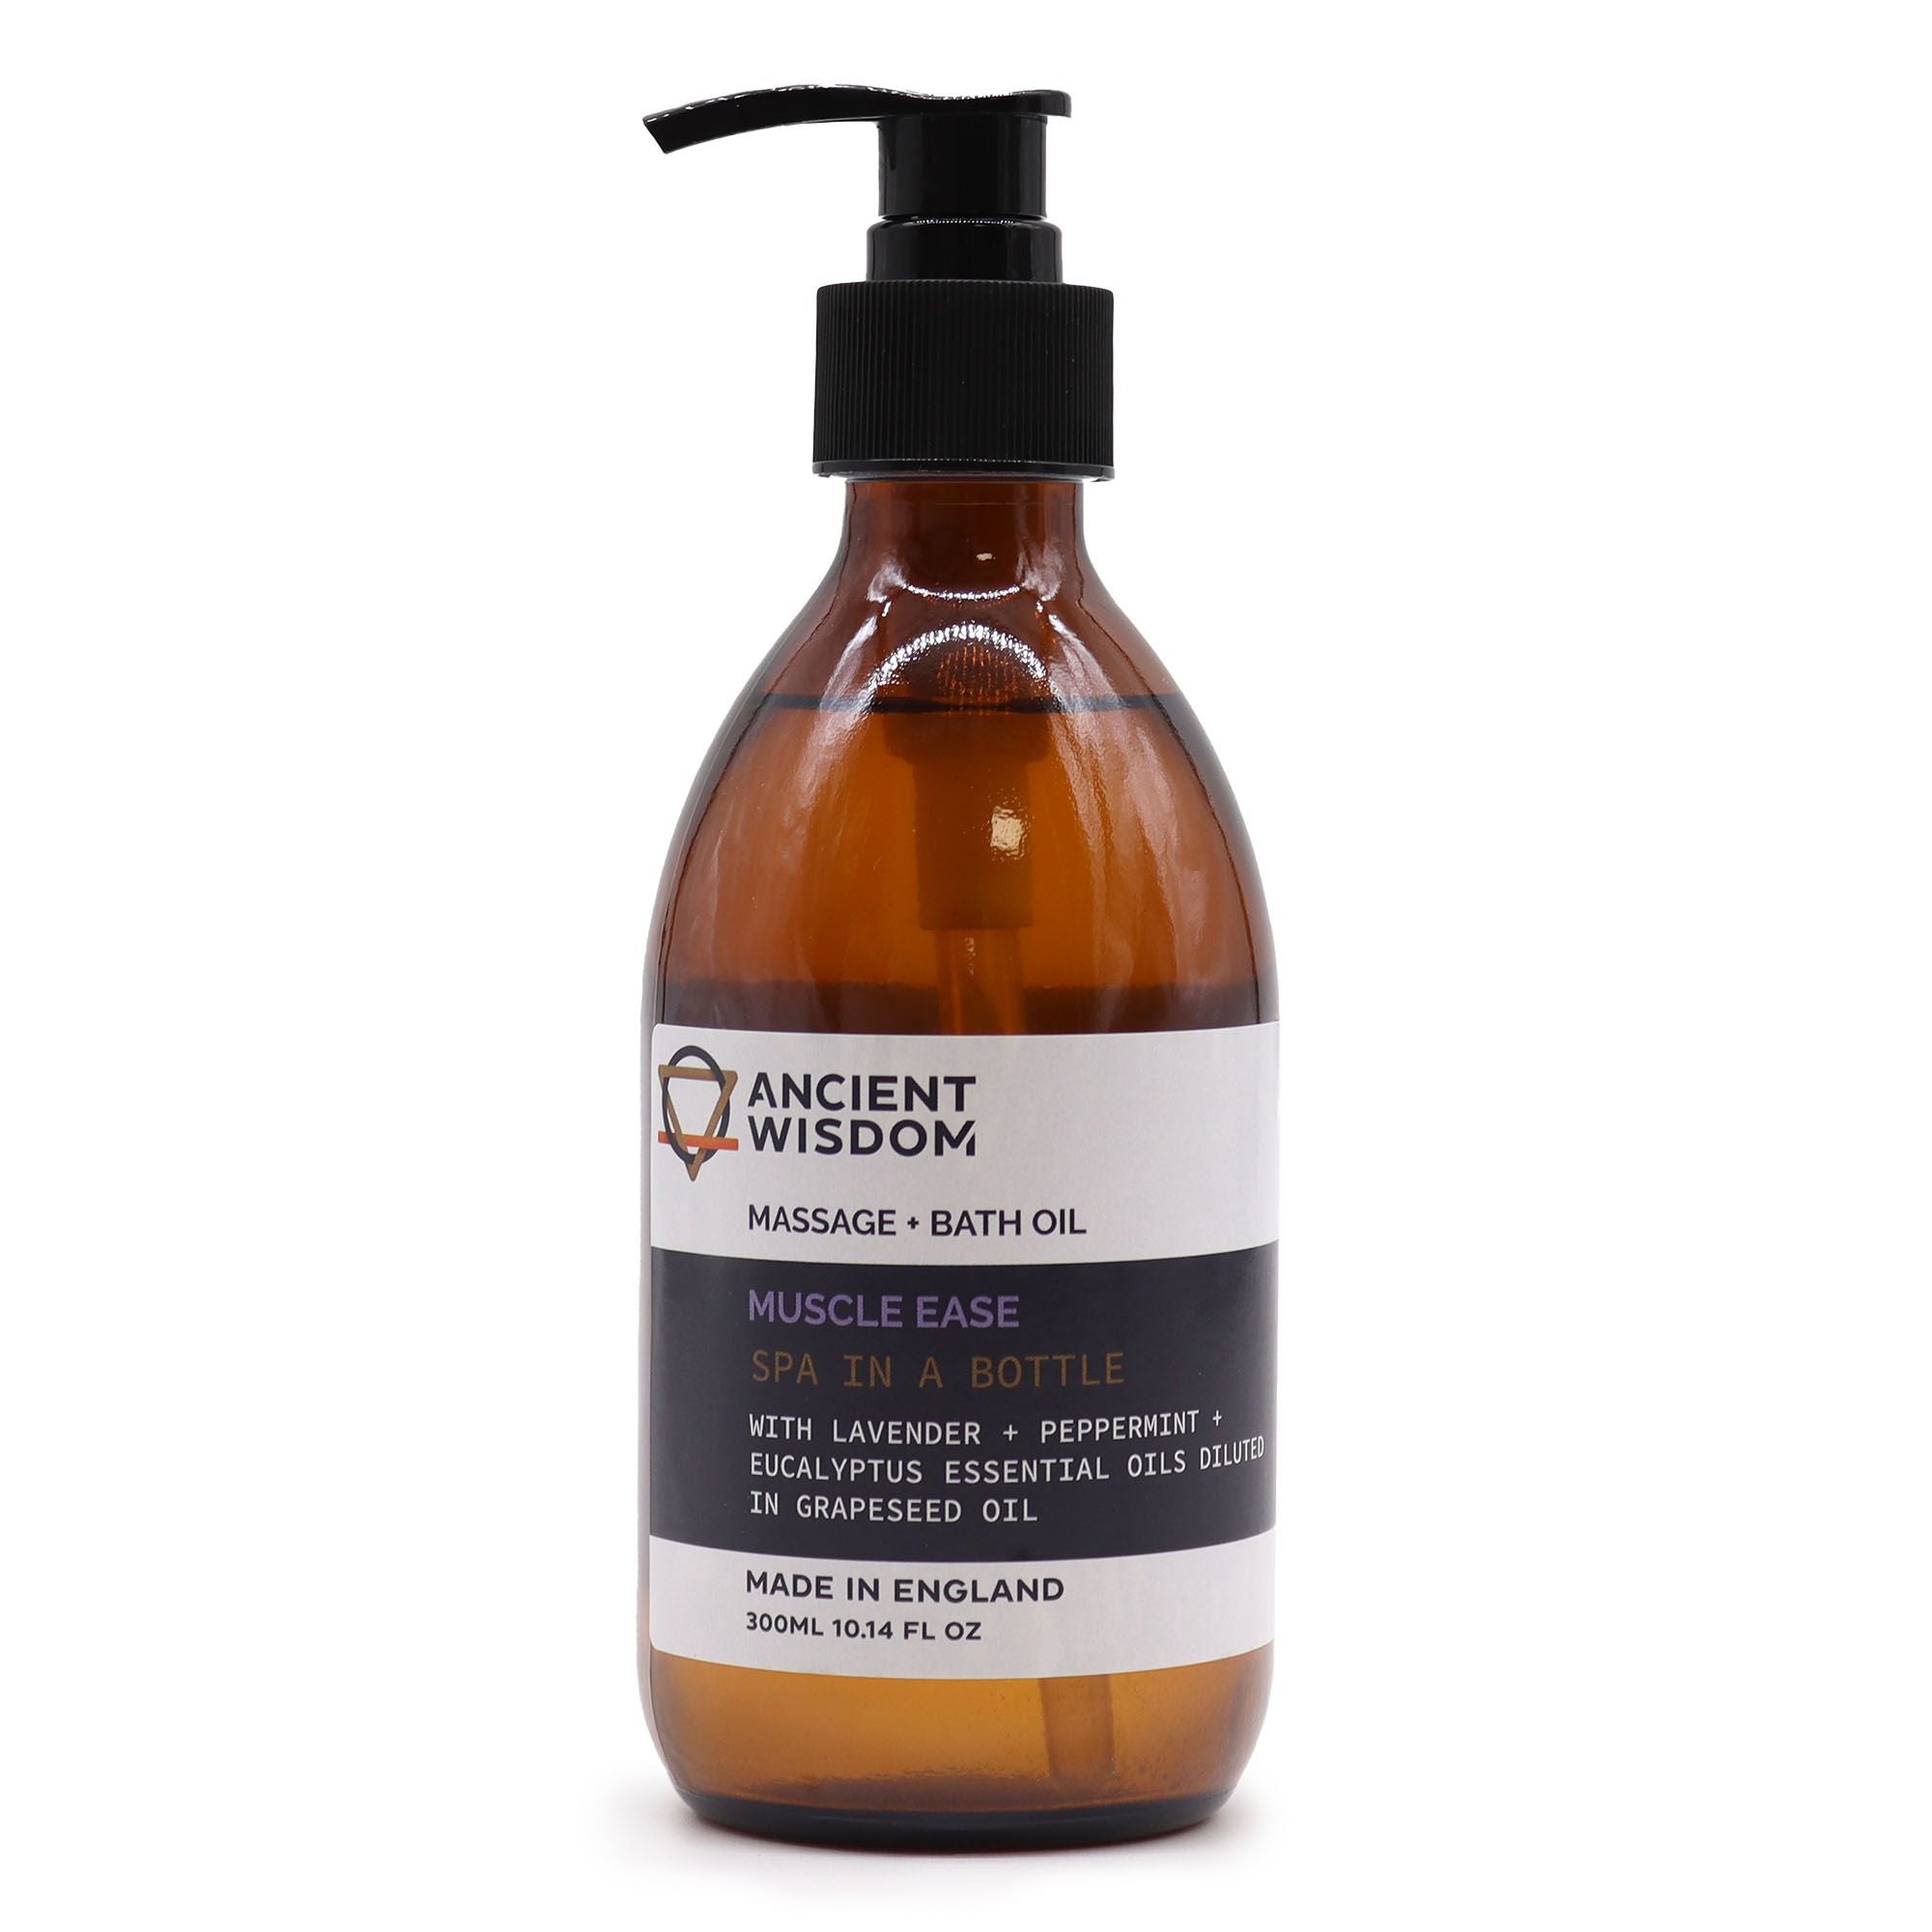 ANCIENT
WISDOM
MASSAGE + BATH OIL
MUSCLE EASE
SPA IN A BOTTLE
WITH LAVENDER + PEPPERMINT +
EUCALYPTUS ESSENTIAL OILS DILUTED
IN GRAPESEED OIL
MADE IN ENGLAND
300ML 10.14 FL OZ